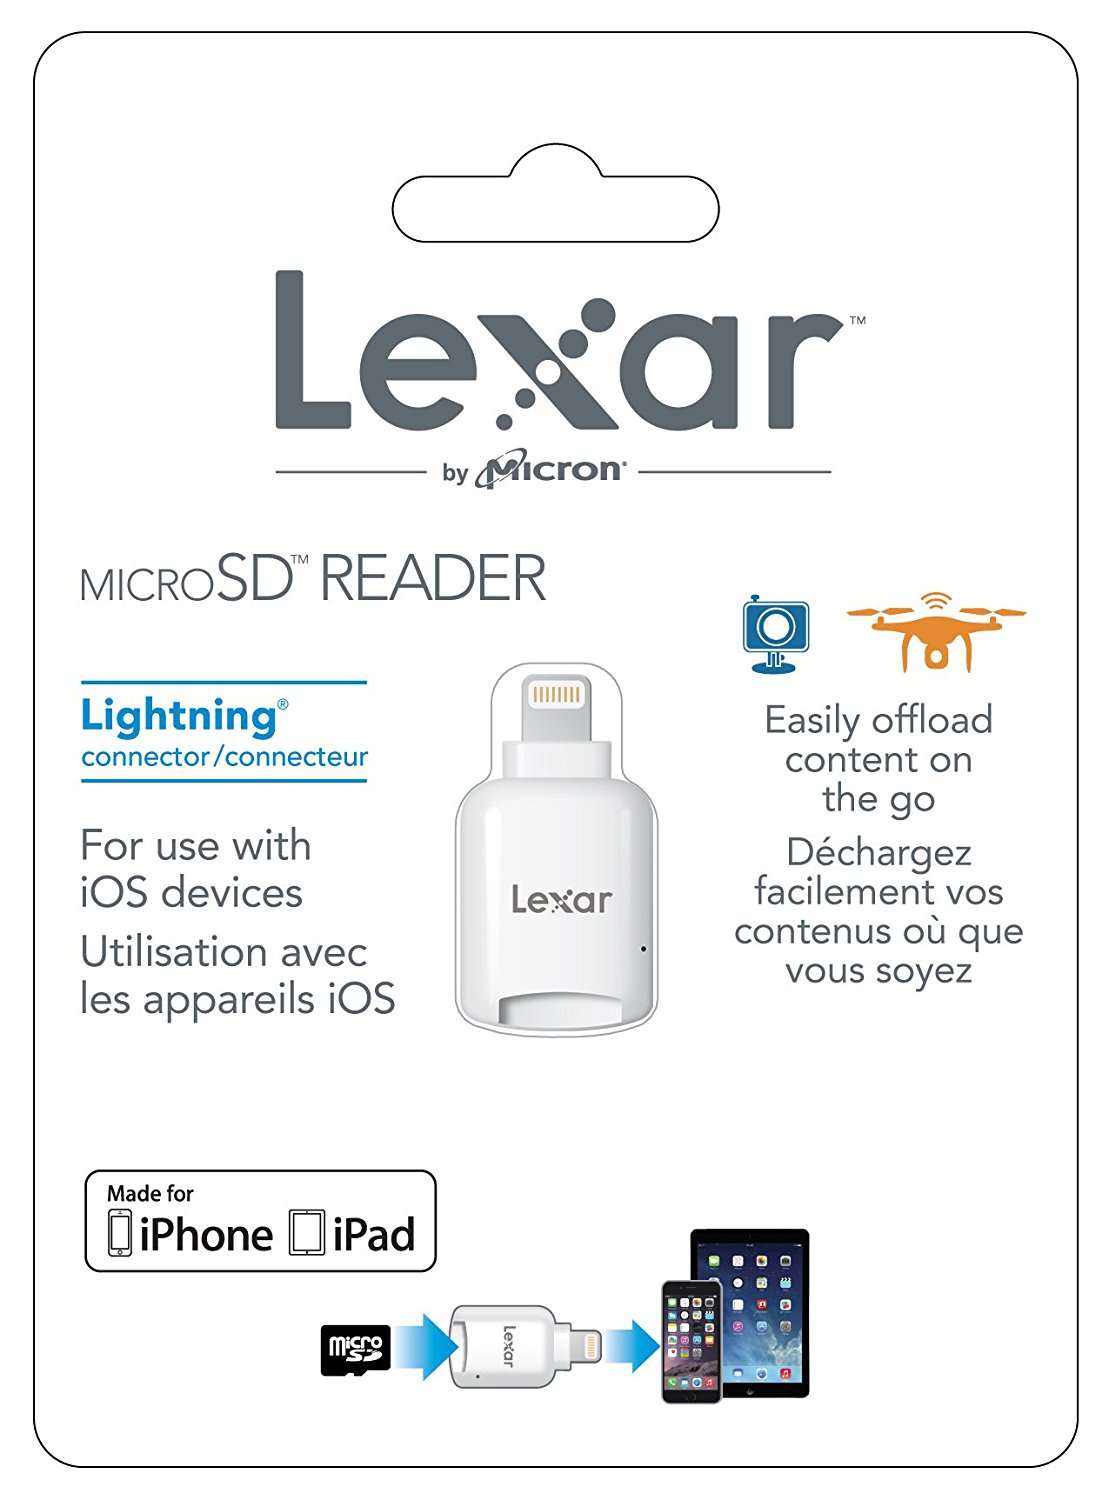 Lexar™
by Micron®
MICROSD™ READER
Lightning®
connector/connecteur
For use with
iOS devices
Utilisation avec
les appareils iOS
Lexar
Easily offload
content on
the go
Déchargez
facilement vos
contenus où que
vous soyez
Made for
iPhone iPad
micro
SD
Lexar